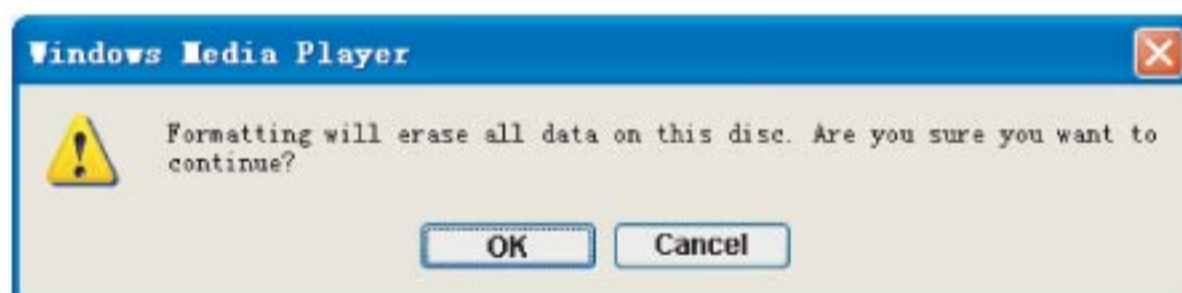 Windows Media Player
Formatting will erase all data on this disc. Are you sure you want to
continue?
OK
Cancel